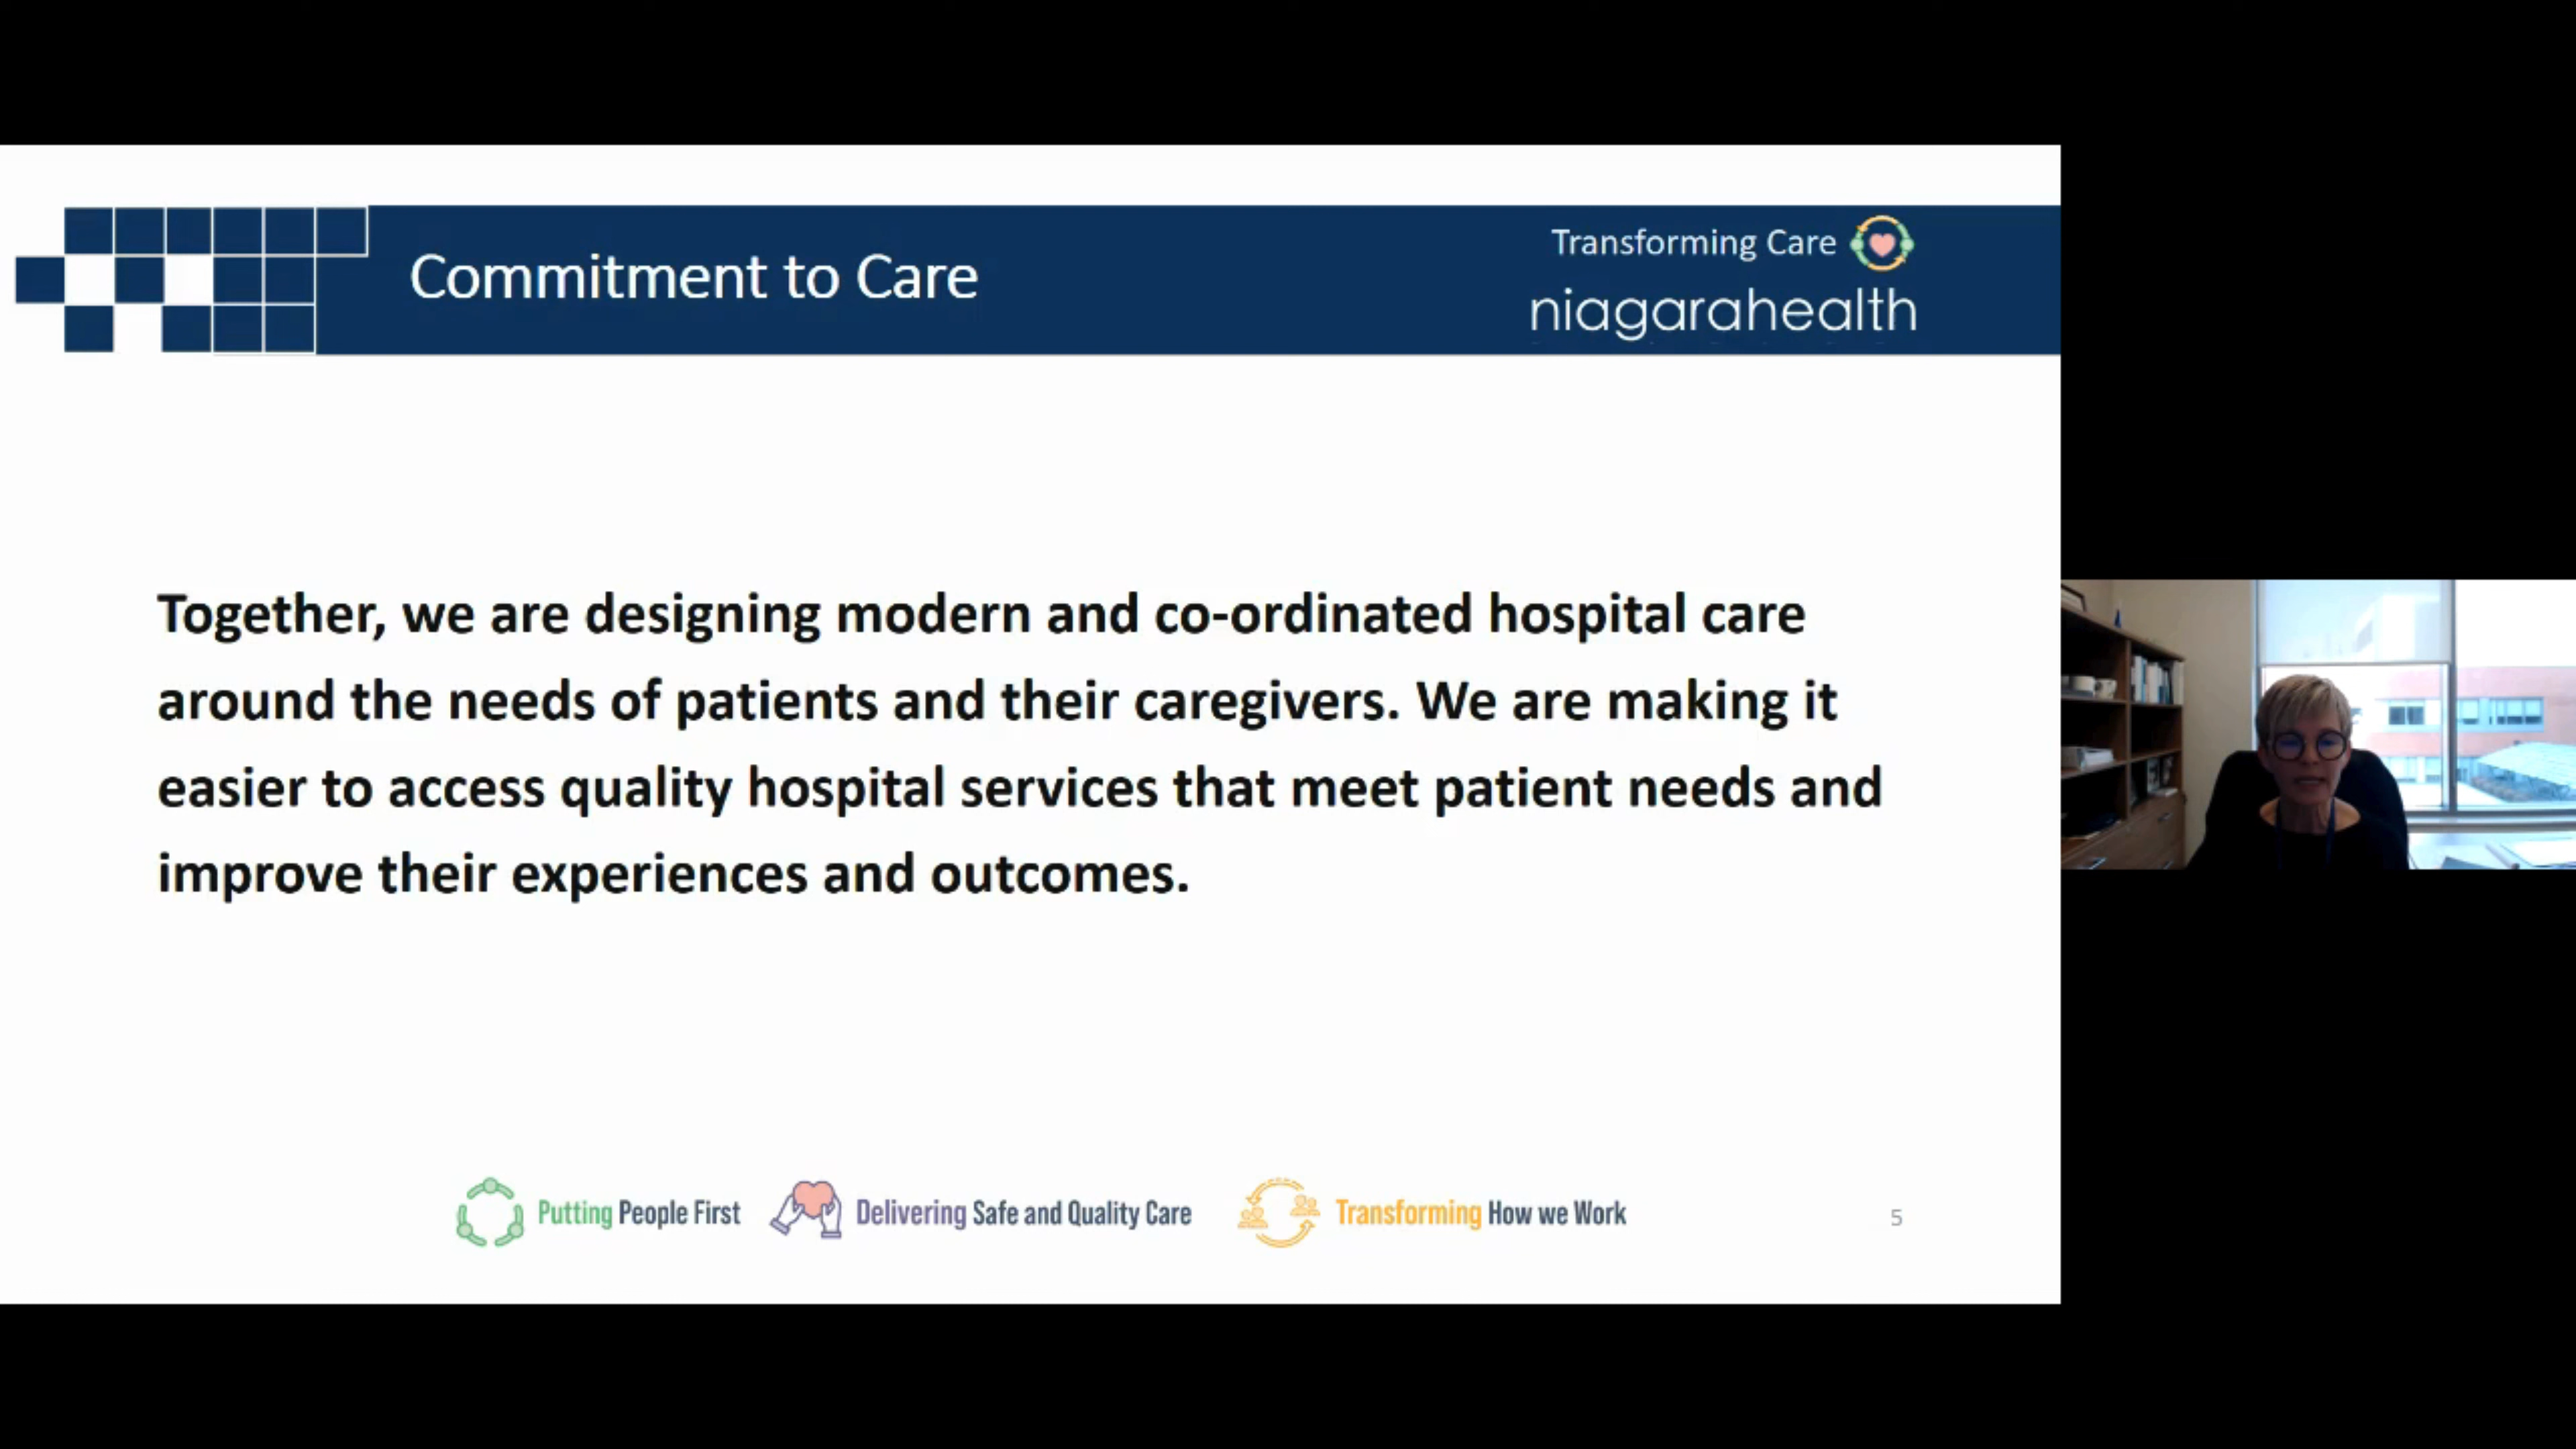 Commitment to Care
Transforming Care
niagarahealth
Together, we are designing modern and co-ordinated hospital care
around the needs of patients and their caregivers. We are making it
easier to access quality hospital services that meet patient needs and
improve their experiences and outcomes.
Putting People First
Delivering Safe and Quality Care
Transforming How we Work
5